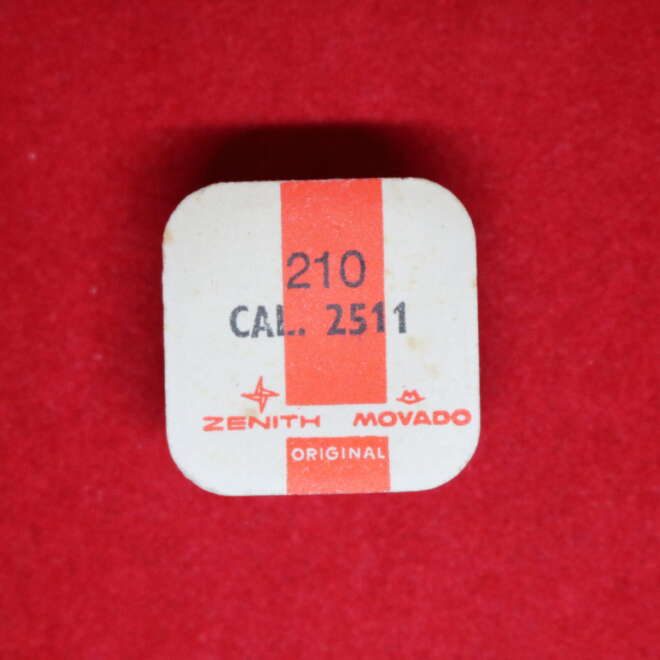 210
CAL. 2511
ZENITH MOVADO
ORIGINAL